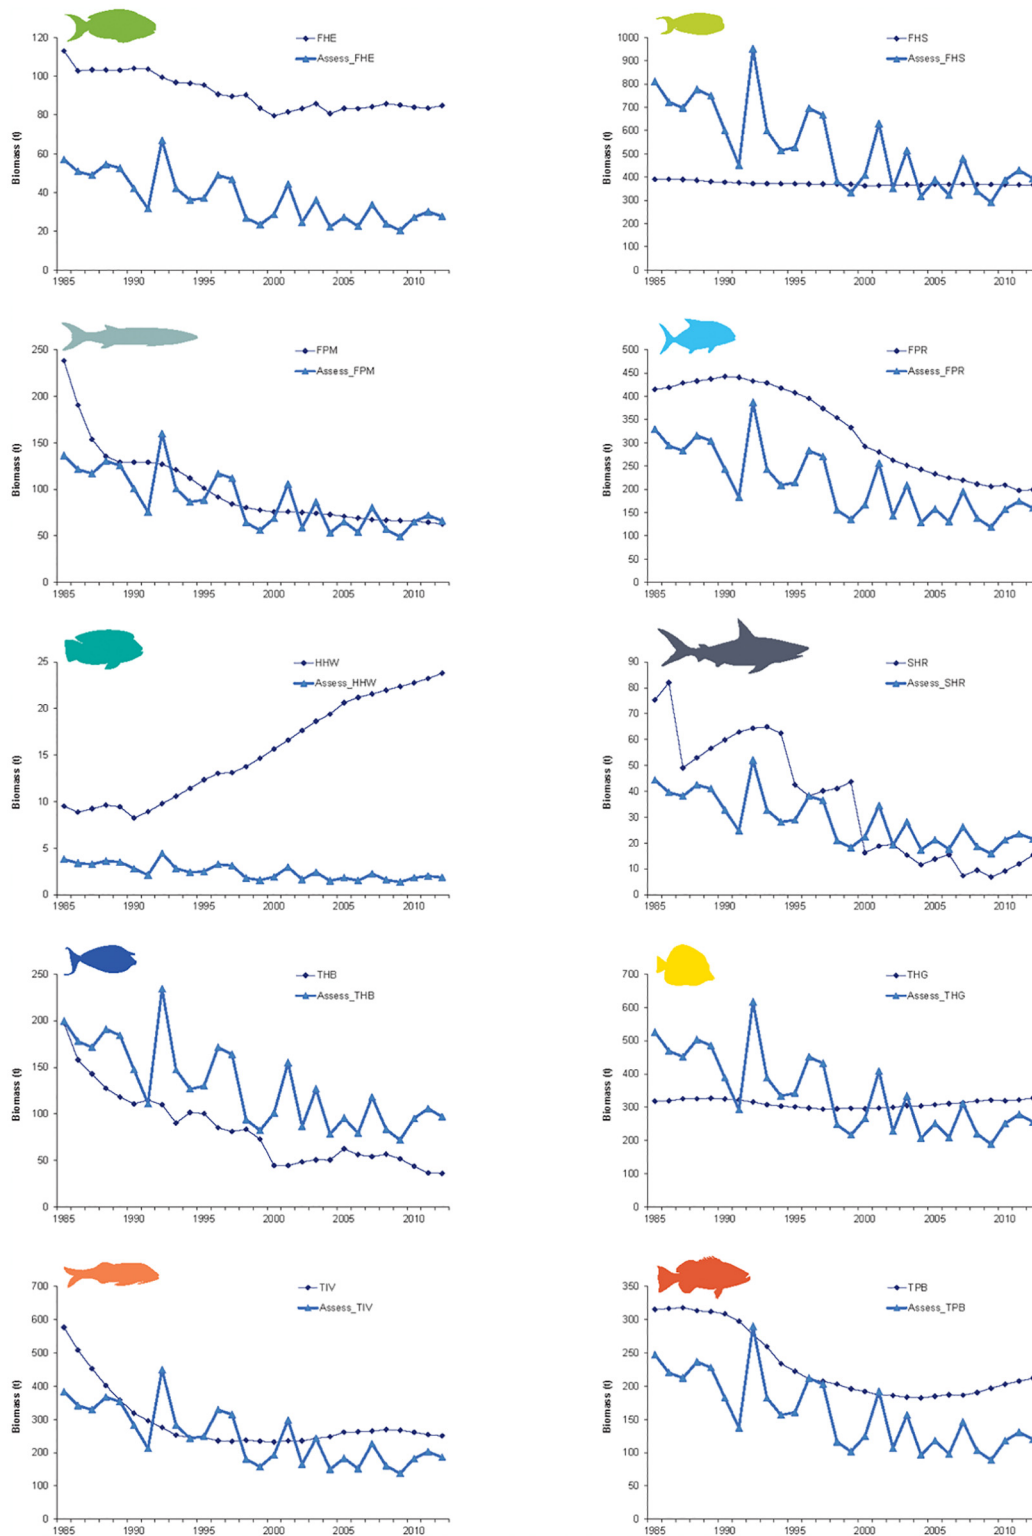 FHE
Assess_FHE
Biomass (t)
120
100
80
60
40
20
0
1985 1990 1995 2000 2005 2010
FHS
Assess_FHS
Biomass (t)
1000
900
800
700
600
500
400
300
200
100
0
1985 1990 1995 2000 2005 2010
FPM
Assess_FPM
Biomass (t)
250
200
150
100
50
0
1985 1990 1995 2000 2005 2010
FPR
Assess_FPR
Biomass (t)
500
450
400
350
300
250
200
150
100
50
0
1985 1990 1995 2000 2005 2010
HHW
Assess_HHW
Biomass (t)
25
20
15
10
5
0
1985 1990 1995 2000 2005 2010
SHR
Assess_SHR
Biomass (t)
90
80
70
60
50
40
30
20
10
0
1985 1990 1995 2000 2005 2010
THB
Assess_THB
Biomass (t)
250
200
150
100
50
0
1985 1990 1995 2000 2005 2010
THG
Assess_THG
Biomass (t)
700
600
500
400
300
200
100
0
1985 1990 1995 2000 2005 2010
TIV
Assess_TIV
Biomass (t)
700
600
500
400
300
200
100
0
1985 1990 1995 2000 2005 2010
TPB
Assess_TPB
Biomass (t)
350
300
250
200
150
100
50
0
1985 1990 1995 2000 2005 2010